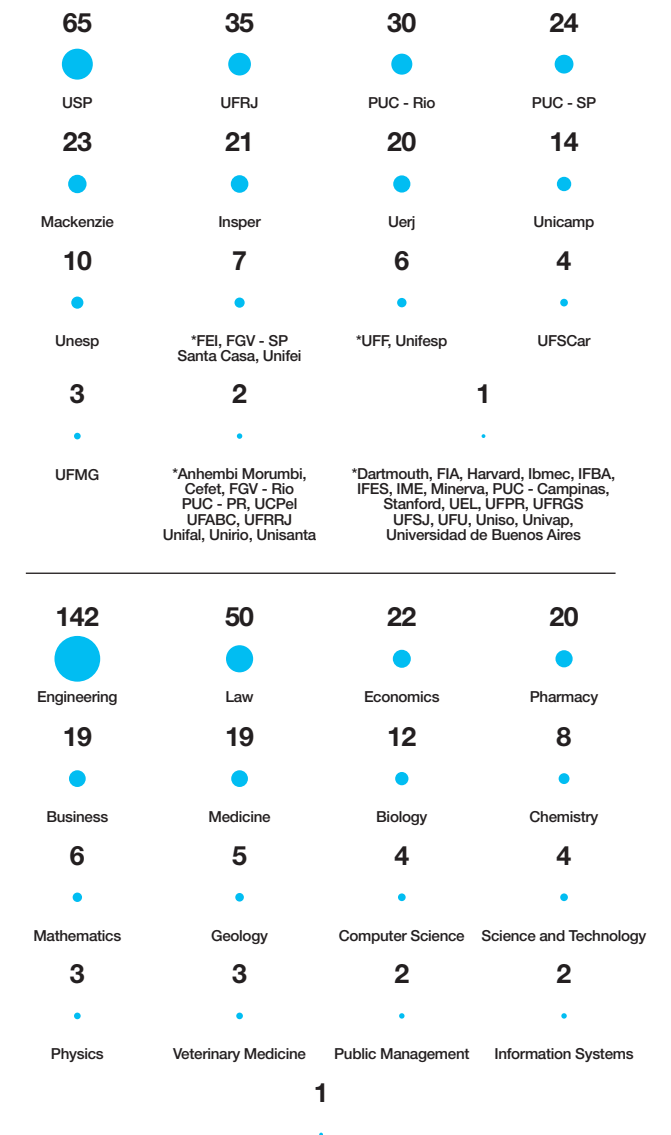 65 35 30 24
USP UFRJ PUC - Rio PUC - SP
23 21 20 14
Mackenzie Insper Uerj Unicamp
10 7 6 4
Unesp *FEI, FGV - SP *UFF, Unifesp UFSCar
Santa Casa, Unifei
3 2 1
UFMG *Anhembi Morumbi, *Dartmouth, FIA, Harvard, Ibmec, IFBA,
Cefet, FGV - Rio IFES, IME, Minerva, PUC - Campinas,
PUC - PR, UCPel Stanford, UEL, UFPR, UFRGS
UFABC, UFRRJ UFSJ, UFU, Uniso, Univap,
Unifal, Unirio, Unisanta Universidad de Buenos Aires
142 50 22 20
Engineering Law Economics Pharmacy
19 19 12 8
Business Medicine Biology Chemistry
6 5 4 4
Mathematics Geology Computer Science Science and Technology
3 3 2 2
Physics Veterinary Medicine Public Management Information Systems
1